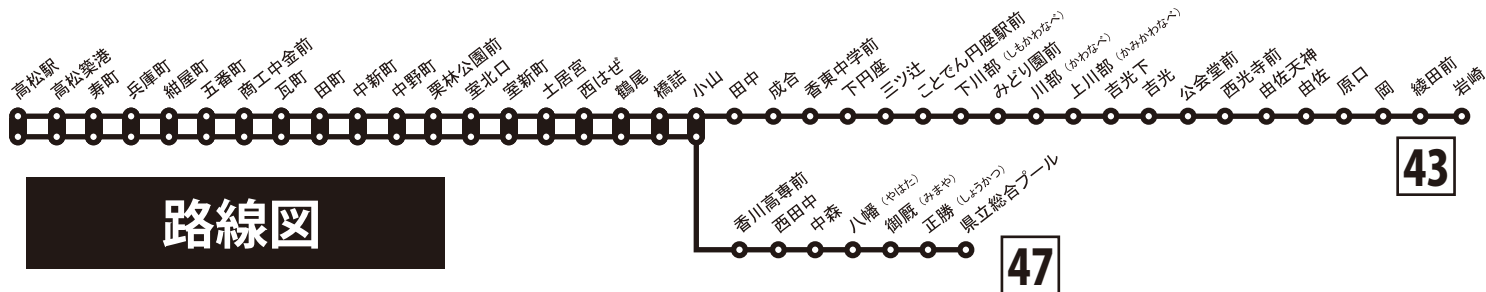 高松駅
高松築港
寿町
兵庫町
紺屋町
五番町
商工中金前
瓦町
田町
中新町
中野町
栗林公園前
室北口
室新町
土居宮
西はぜ
鶴尾
橋詰
小山
田中
成合
香東中学前
下円座
三ツ辻
ことでん円座駅前
下川部（しもかわなべ）
みどり園前
川部（かわなべ）
上川部（かみかわなべ）
吉光下
吉光
公会堂前
西光寺前
由佐天神
由佐
原口
岡
綾田前
岩崎
43
香川高専前
西田中
中森
八幡（やはた）
御厩（みまや）
正勝（しょうかつ）
県立総合プール
47
路線図